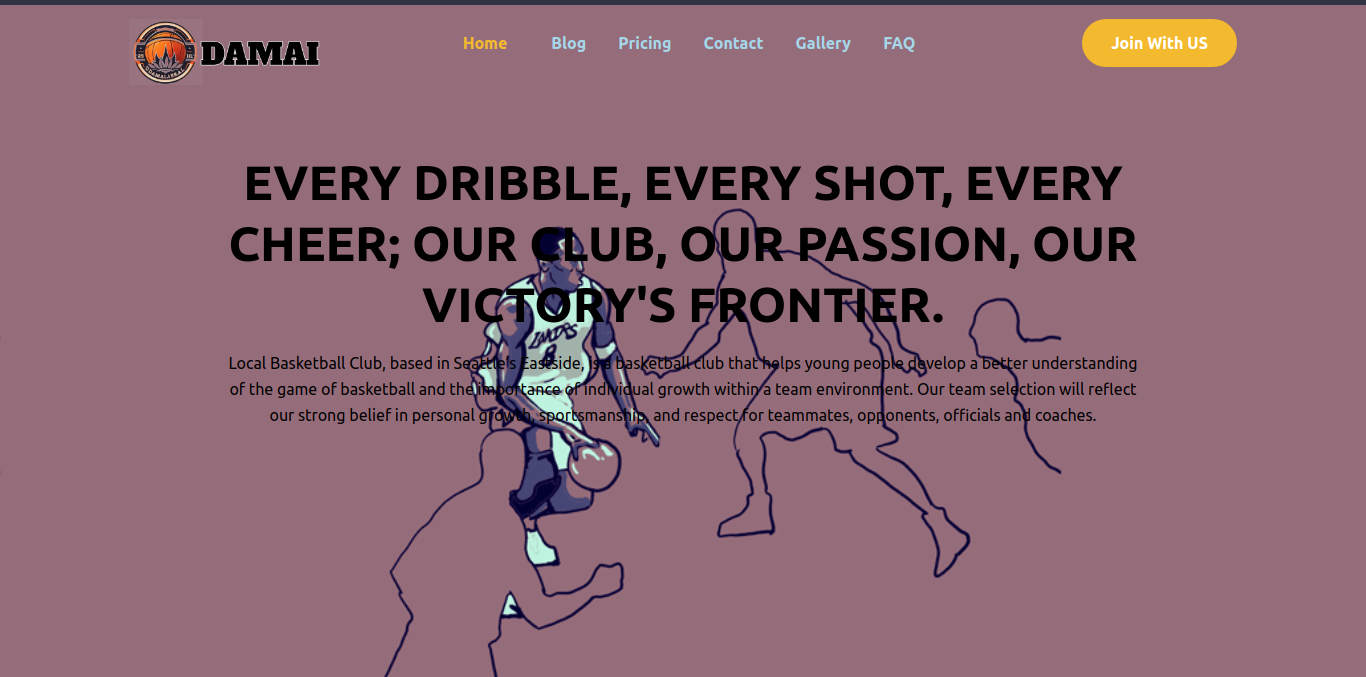 DAMAI
Home Blog Pricing Contact Gallery FAQ
Join With US
EVERY DRIBBLE, EVERY SHOT, EVERY
CHEER; OUR CLUB, OUR PASSION, OUR
VICTORY'S FRONTIER.
Local Basketball Club, based in Seattle's Eastside, is a basketball club that helps young people develop a better understanding
of the game of basketball and the importance of individual growth within a team environment. Our team selection will reflect
our strong belief in personal growth, sportsmanship, and respect for teammates, opponents, officials and coaches.
8